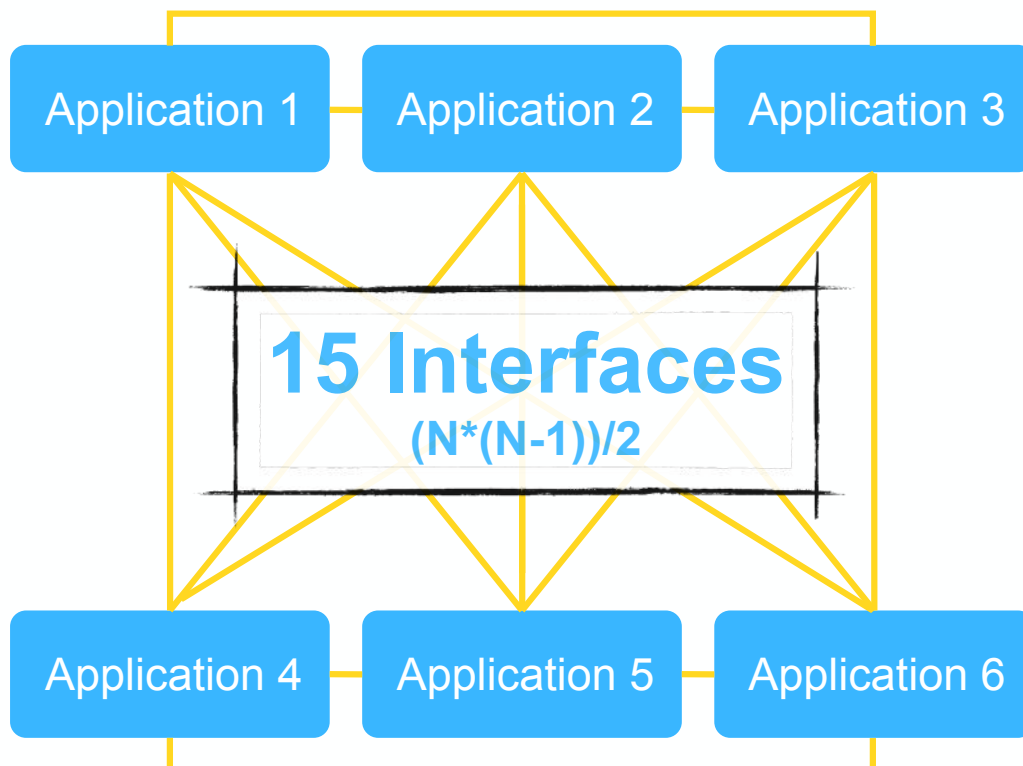 Application 1
Application 2
Application 3
15 Interfaces
(N*(N-1))/2
Application 4
Application 5
Application 6